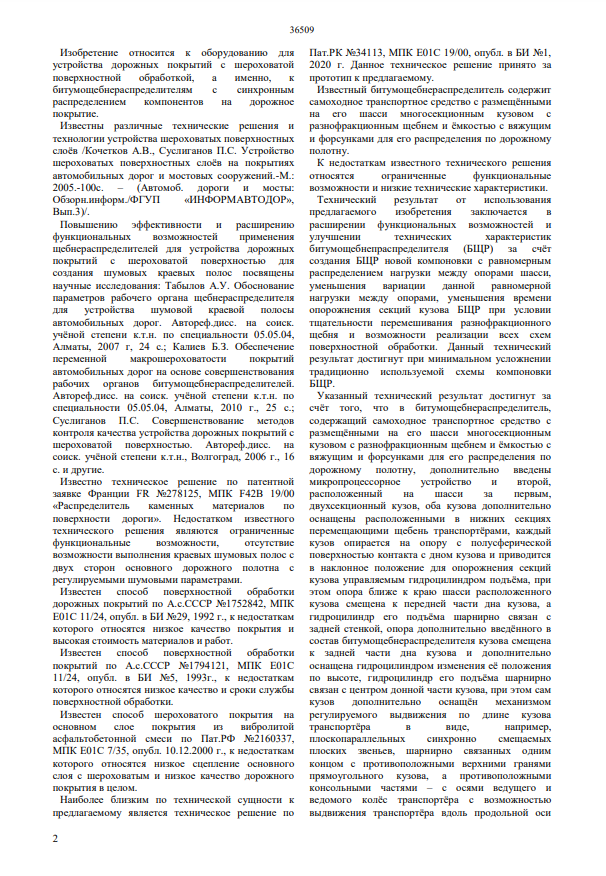 36509
Изобретение относится к оборудованию для
устройства дорожных покрытий с шероховатой
поверхностной обработкой, а именно, к
битумощебнераспределителям с синхронным
распределением компонентов на дорожное
покрытие.
Известны различные технические решения и
технологии устройства шероховатых поверхностных
слоёв /Кочетков А.В., Суслиганов П.С. Устройство
шероховатых поверхностных слоёв на покрытиях
автомобильных дорог и мостовых сооружений.-М.:
2005.-100с. – (Автомоб. дороги и мосты:
Обзорн.информ./ФГУП «ИНФОРМАВТОДОР»,
Вып.3)/.
Повышению эффективности и расширению
функциональных возможностей применения
щебнераспределителей для устройства дорожных
покрытий с шероховатой поверхностью для
создания шумовых краевых полос посвящены
научные исследования: Табылов А.У. Обоснование
параметров рабочего органа щебнераспределителя
для устройства шумовой краевой полосы
автомобильных дорог. Автореф.дисс. на соиск.
учёной степени к.т.н. по специальности 05.05.04,
Алматы, 2007 г, 24 с.; Калиев Б.З. Обеспечение
переменной макрошероховатости покрытий
автомобильных дорог на основе совершенствования
рабочих органов битумощебнераспределителей.
Автореф.дисс. на соиск. учёной степени к.т.н. по
специальности 05.05.04, Алматы, 2010 г., 25 с.;
Суслиганов П.С. Совершенствование методов
контроля качества устройства дорожных покрытий с
шероховатой поверхностью. Автореф.дисс. на
соиск. учёной степени к.т.н., Волгоград, 2006 г., 16
с. и другие.
Известно техническое решение по патентной
заявке Франции FR №278125, МПК F42B 19/00
«Распределитель каменных материалов по
поверхности дороги». Недостатком известного
технического решения являются ограниченные
функциональные возможности, отсутствие
возможности выполнения краевых шумовых полос с
двух сторон основного дорожного полотна с
регулируемыми шумовыми параметрами.
Известен способ поверхностной обработки
дорожных покрытий по А.с.СССР №1752842, МПК
E01C 11/24, опубл. в БИ №29, 1992 г., к недостаткам
которого относятся низкое качество покрытия и
высокая стоимость материалов и работ.
Известен способ поверхностной обработки
покрытий по А.с.СССР №1794121, МПК E01C
11/24, опубл. в БИ №5, 1993г., к недостаткам
которого относятся низкое качество и сроки службы
поверхностной обработки.
Известен способ шероховатого покрытия на
основном слое покрытия из вибролитой
асфальтобетонной смеси по Пат.РФ №2160337,
МПК E01C 7/35, опубл. 10.12.2000 г., к недостаткам
которого относятся низкое сцепление основного
слоя с шероховатым и низкое качество дорожного
покрытия в целом.
Наиболее близким по технической сущности к
предлагаемому является техническое решение по
Пат.РК №34113, МПК E01C 19/00, опубл. в БИ №1,
2020 г. Данное техническое решение принято за
прототип к предлагаемому.
Известный битумощебнераспределитель содержит
самоходное транспортное средство с размещёнными
на его шасси многосекционным кузовом с
разнофракционным щебнем и ёмкостью с вяжущим
и форсунками для его распределения по дорожному
полотну.
К недостаткам известного технического решения
относятся ограниченные функциональные
возможности и низкие технические характеристики.
Технический результат от использования
предлагаемого изобретения заключается в
расширении функциональных возможностей и
улучшении технических характеристик
битумощебнераспределителя (БЩР) за счёт
создания БЩР новой компоновки с равномерным
распределением нагрузки между опорами шасси,
уменьшения вариации данной равномерной
нагрузки между опорами, уменьшения времени
опорожнения секций кузова БЩР при условии
тщательности перемешивания разнофракционного
щебня и возможности реализации всех схем
поверхностной обработки. Данный технический
результат достигнут при минимальном усложнении
традиционно используемой схемы компоновки
БЩР.
Указанный технический результат достигнут за
счёт того, что в битумощебнераспределитель,
содержащий самоходное транспортное средство с
размещёнными на его шасси многосекционным
кузовом с разнофракционным щебнем и ёмкостью с
вяжущим и форсунками для его распределения по
дорожному полотну, дополнительно введены
микропроцессорное устройство и второй,
расположенный на шасси за первым,
двухсекционный кузов, оба кузова дополнительно
оснащены расположенными в нижних секциях
перемещающими щебень транспортёрами, каждый
кузов опирается на опору с полусферической
поверхностью контакта с дном кузова и приводится
в наклонное положение для опорожнения секций
кузова управляемым гидроцилиндром подъёма, при
этом опора ближе к краю шасси расположенного
кузова смещена к передней части дна кузова, а
гидроцилиндр его подъёма шарнирно связан с
задней стенкой, опора дополнительно введённого в
состав битумощебнераспределителя кузова смещена
к задней части дна кузова и дополнительно
оснащена гидроцилиндром изменения её положения
по высоте, гидроцилиндр его подъёма шарнирно
связан с центром донной части кузова, при этом сам
кузов дополнительно оснащён механизмом
регулируемого выдвижения по длине кузова
транспортёра в виде, например,
плоскопараллельных синхронно смещаемых
плоских звеньев, шарнирно связанных одним
концом с противоположными верхними гранями
прямоугольного кузова, а противоположными
консольными частями – с осями ведущего и
ведомого колёс транспортёра с возможностью
выдвижения транспортёра вдоль продольной оси
2